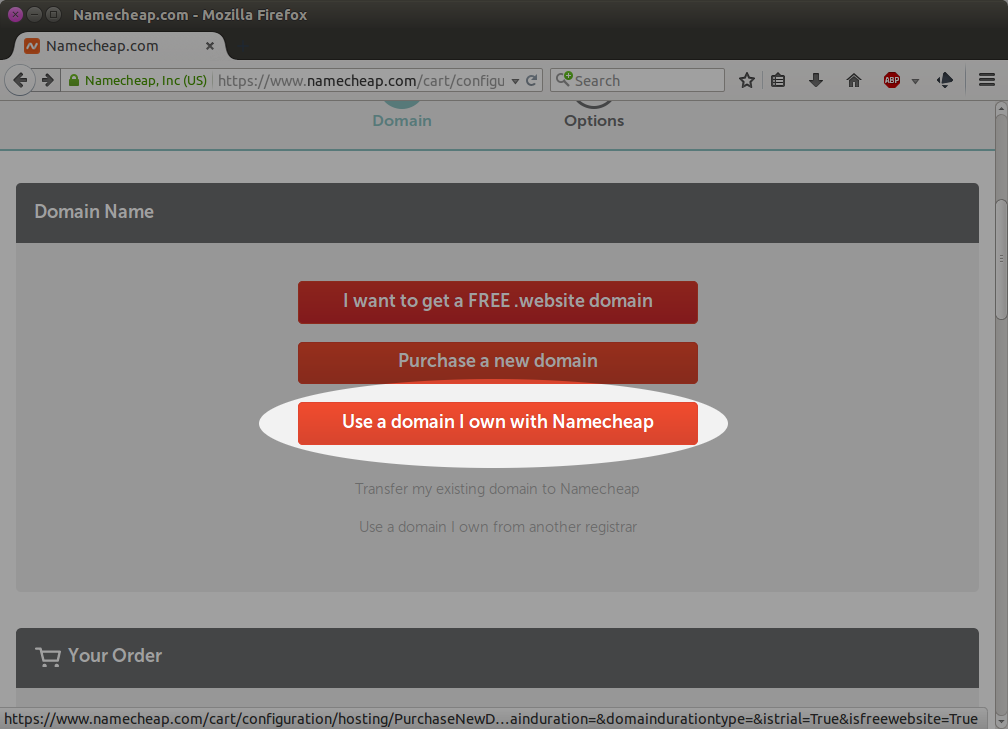 Namecheap.com - Mozilla Firefox
Namecheap.com
Namecheap, Inc (US) https://www.namecheap.com/cart/configu Search ABP
Domain Options
Domain Name
I want to get a FREE .website domain
Purchase a new domain
Use a domain I own with Namecheap
Transfer my existing domain to Namecheap
Use a domain I own from another registrar
Your Order
https://www.namecheap.com/cart/configuration/hosting/PurchaseNewD...ainduration=&domaindurationtype=&istrial=True&isfreewebsite=True